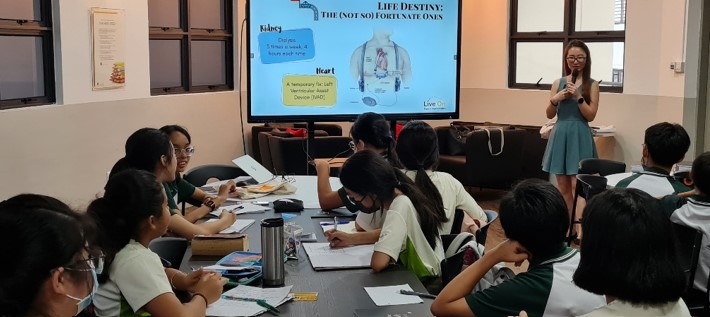 LIFE DESTINY:
THE (NOT SO) FORTUNATE ONES
Kidney
Dialysis,
3 times a week, 4
hours each time
Heart
A temporary fix: Left
Ventricular Assist
Device (VAD)
Live On